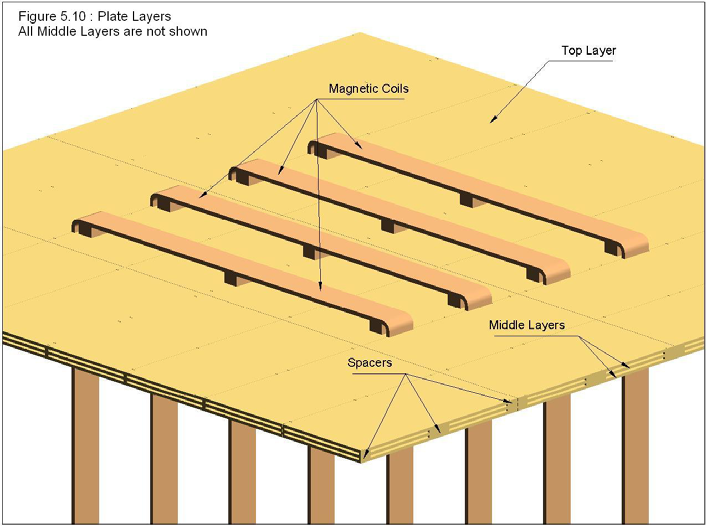 Figure 5.10 : Plate Layers
All Middle Layers are not shown
Top Layer
Magnetic Coils
Middle Layers
Spacers